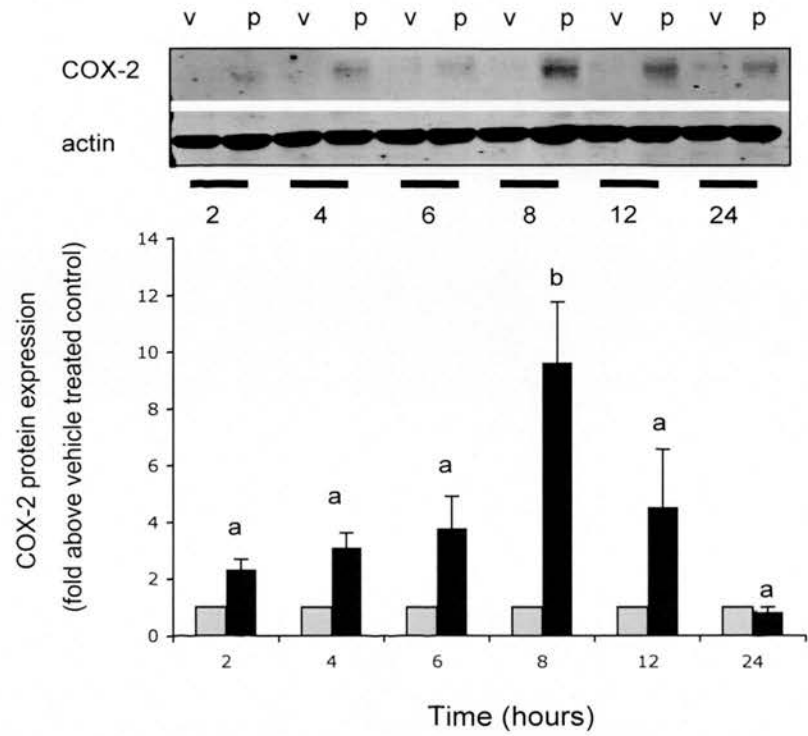 v p v p v p v p v p v p
COX-2
actin
2 4 6 8 12 24
COX-2 protein expression
(fold above vehicle treated control)
14
12
10
8
6
4
2
0
a a a b a a
2 4 6 8 12 24
Time (hours)